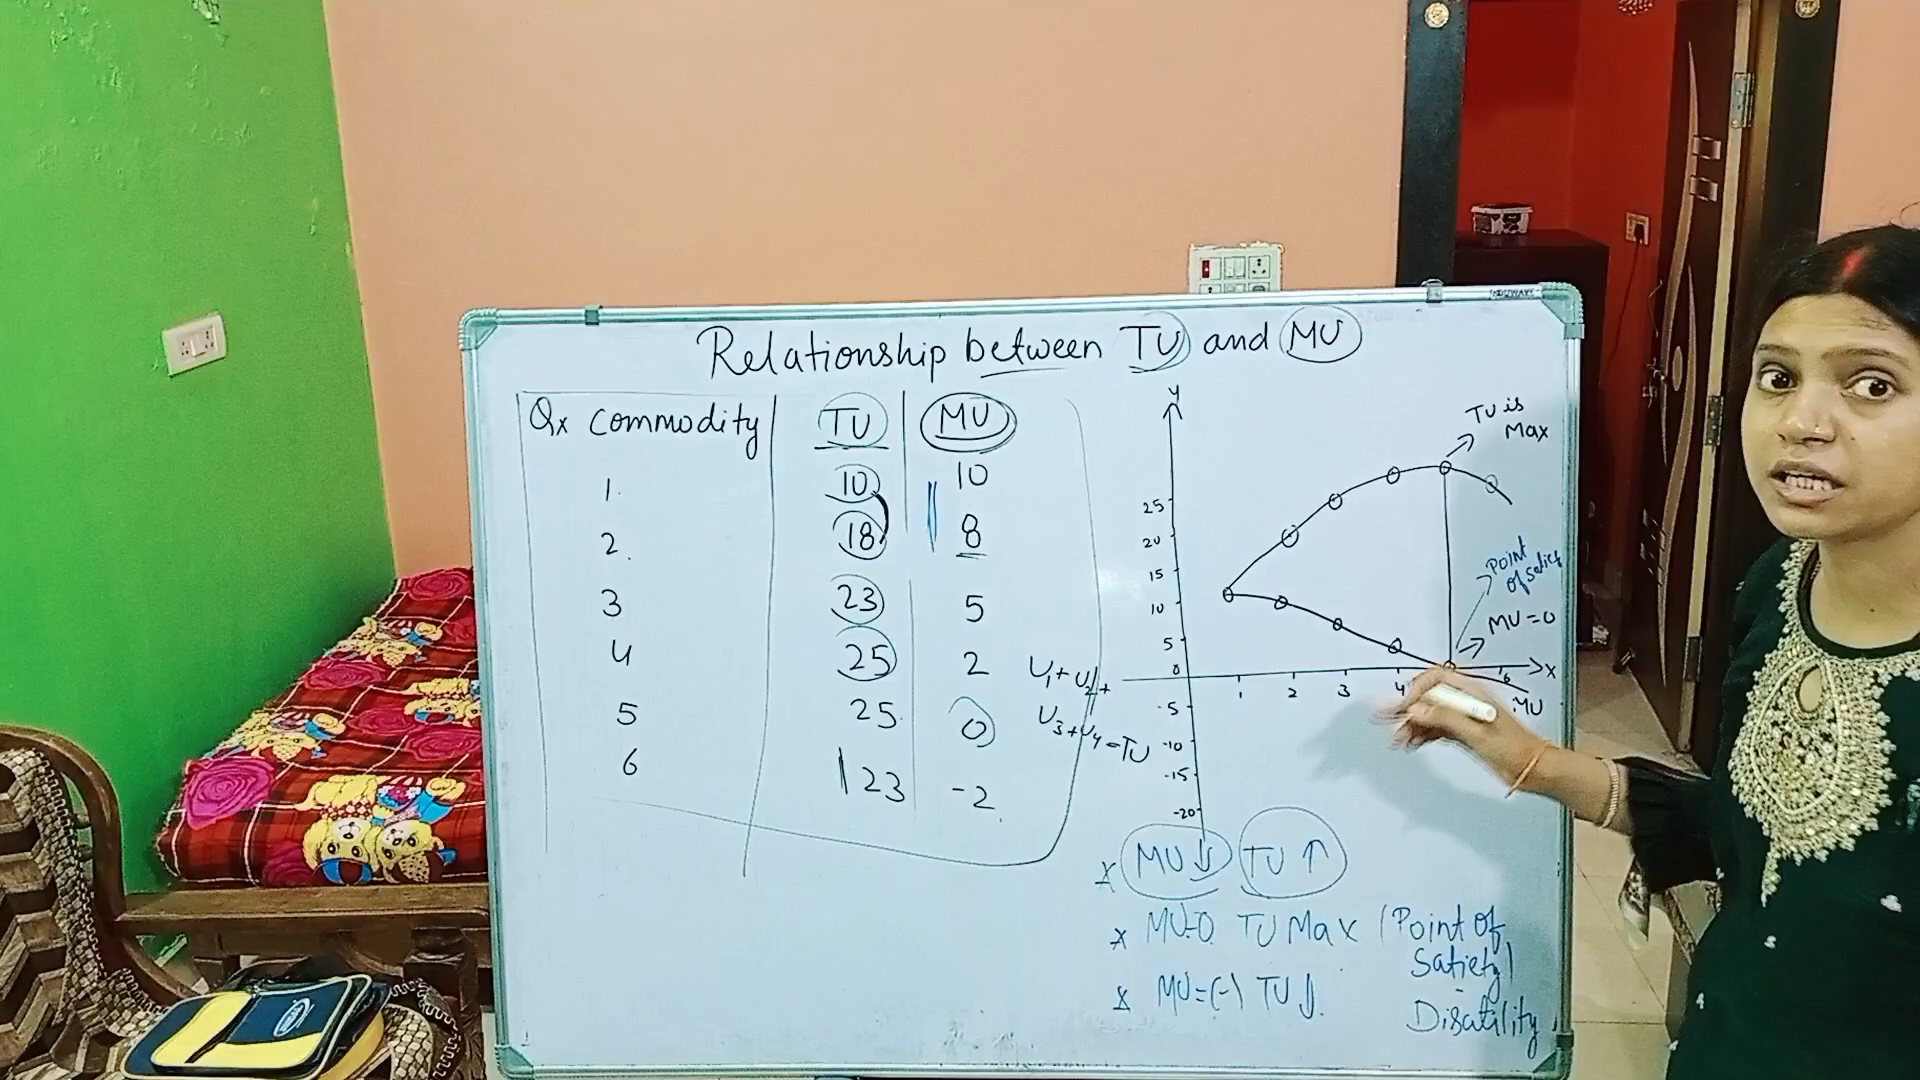 Relationship between TU and MU
Qx commodity TU MU
1. 10 10
2. 18 8
3 23 5
4 25 2
5 25 0
6 23 -2
U1+U2+
U3+U4=TU
y
25
20
15
10
5
0
-5
-10
-15
-20
1 2 3 4 6
x
MU
TU is
Max
Point
of
MU=0
x MU↓ TU↑
x MU=0 TU Max (Point of
Satiety)
x MU=(-) TU↓
Disutility